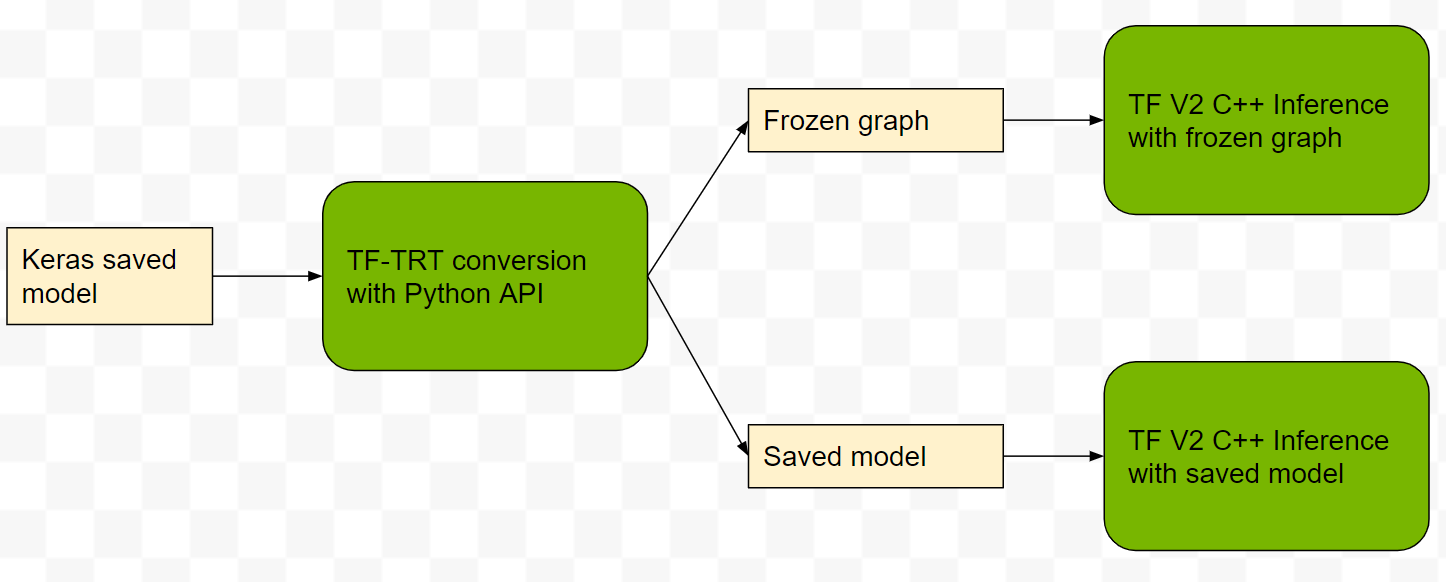 Keras saved
model
TF-TRT conversion
with Python API
Frozen graph
TF V2 C++ Inference
with frozen graph
Saved model
TF V2 C++ Inference
with saved model